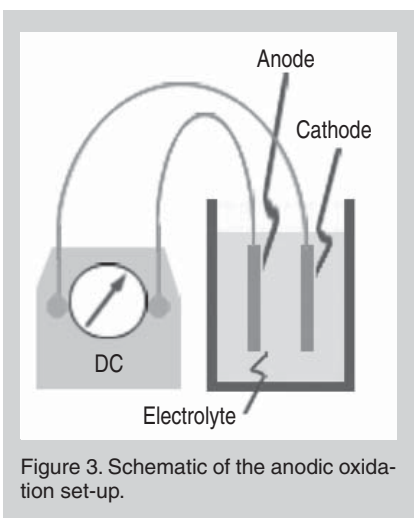 Anode
Cathode
DC
Electrolyte
Figure 3. Schematic of the anodic oxida-
tion set-up.